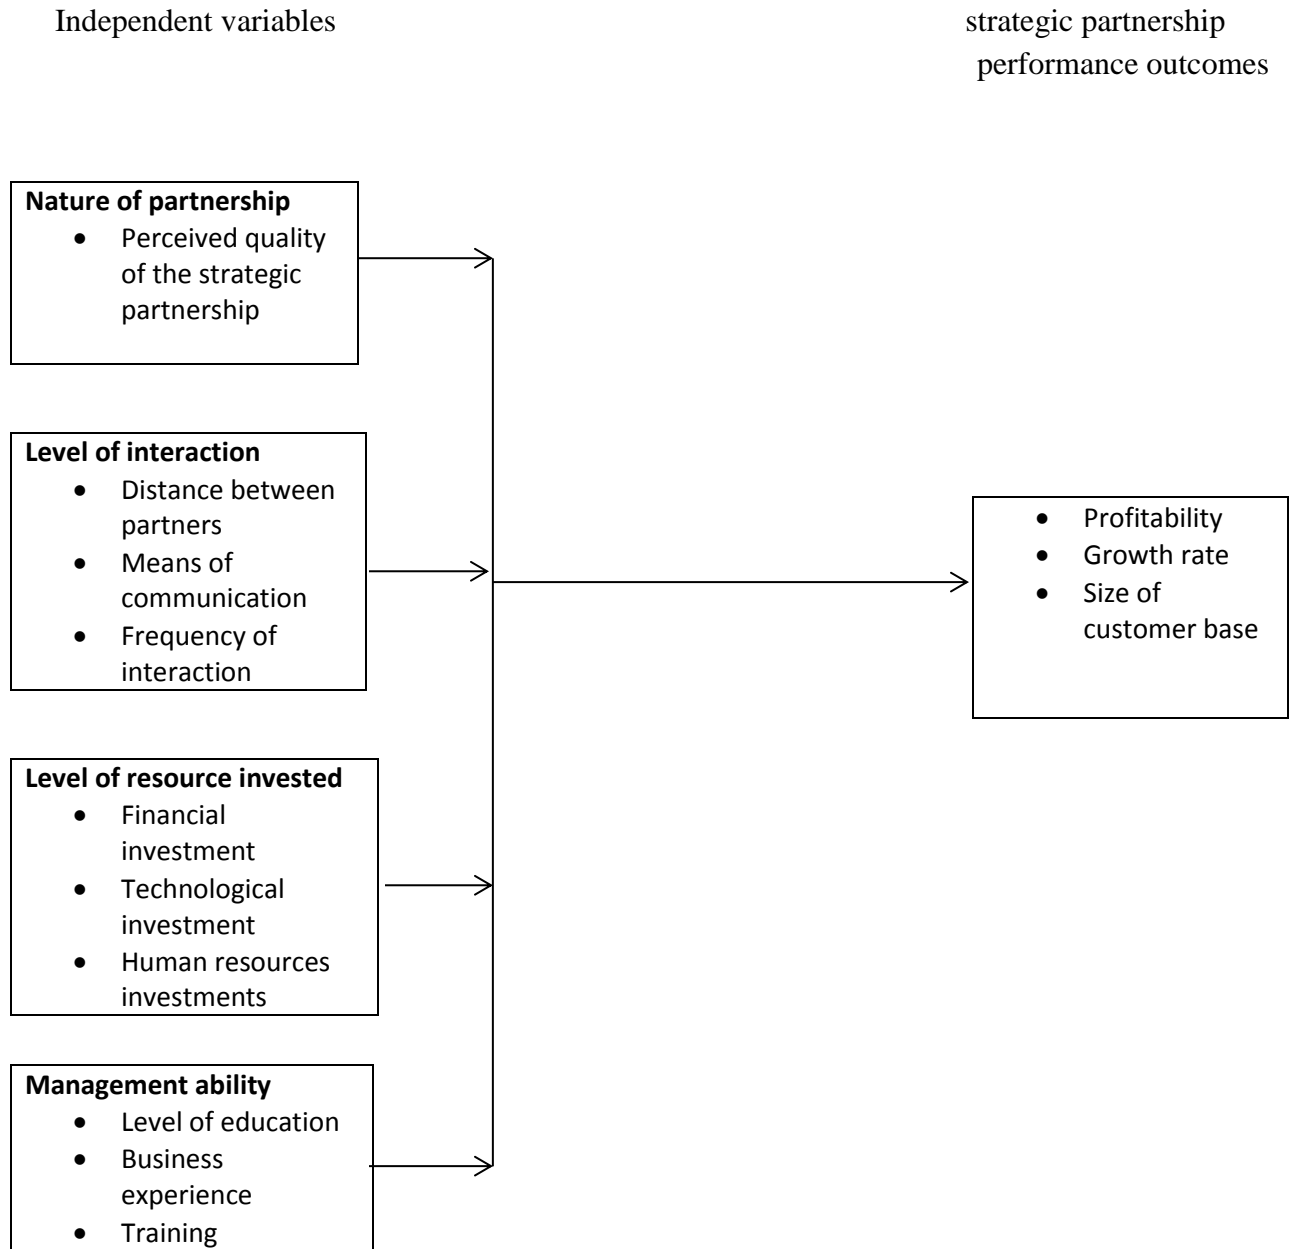 Independent variables
strategic partnership
performance outcomes
Nature of partnership
• Perceived quality
of the strategic
partnership
Level of interaction
• Distance between
partners
• Means of
communication
• Frequency of
interaction
Level of resource invested
• Financial
investment
• Technological
investment
• Human resources
investments
Management ability
• Level of education
• Business
experience
• Training
• Profitability
• Growth rate
• Size of
customer base